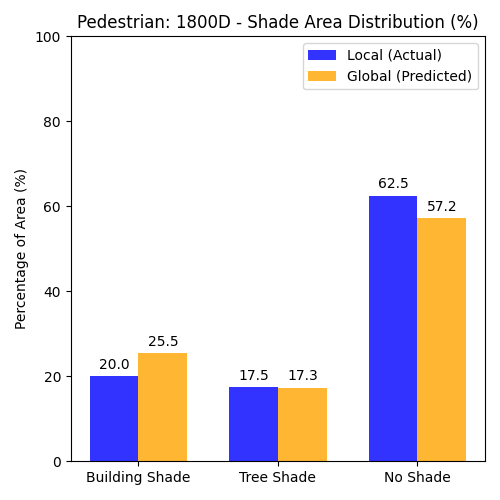 Pedestrian: 1800D - Shade Area Distribution (%)
100
Local (Actual)
Global (Predicted)
80
62.5
60
57.2
Percentage of Area (%)
40
25.5
20.0
20
17.5
17.3
0
Building Shade
Tree Shade
No Shade